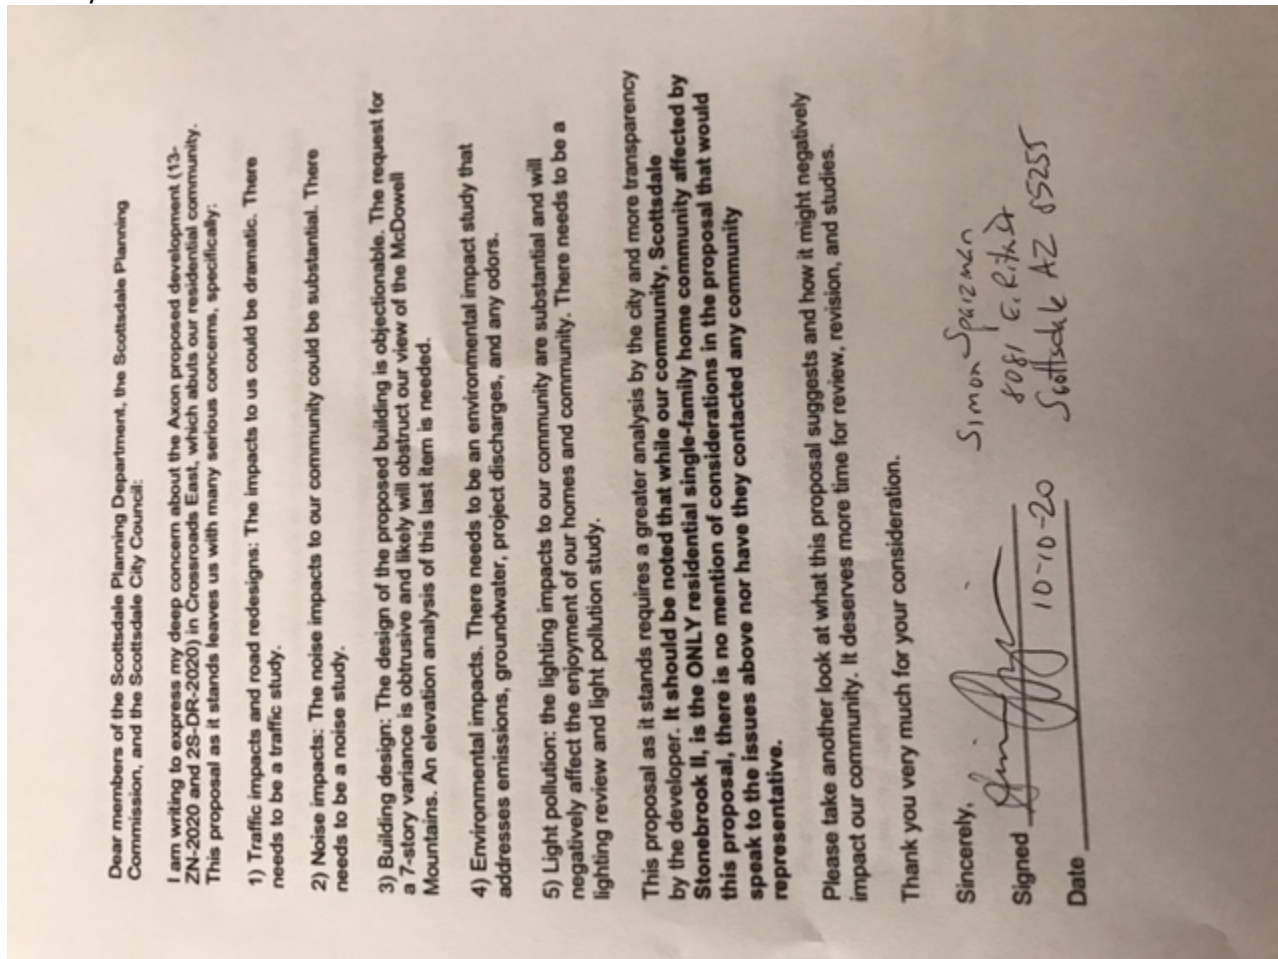 Dear members of the Scottsdale Planning Department, the Scottsdale Planning
Commission, and the Scottsdale City Council:
I am writing to express my deep concern about the Axon proposed development (13-
ZN-2020 and 2S-DR-2020) in Crossroads East, which abuts our residential community.
This proposal as it stands leaves us with many serious concerns, specifically:
1) Traffic impacts and road redesigns: The impacts to us could be dramatic. There
needs to be a traffic study.
2) Noise impacts: The noise impacts to our community could be substantial. There
needs to be a noise study.
3) Building design: The design of the proposed building is objectionable. The request for
a 7-story variance is obtrusive and likely will obstruct our view of the McDowell
Mountains. An elevation analysis of this last item is needed.
4) Environmental impacts. There needs to be an environmental impact study that
addresses emissions, groundwater, project discharges, and any odors.
5) Light pollution: the lighting impacts to our community are substantial and will
negatively affect the enjoyment of our homes and community. There needs to be a
lighting review and light pollution study.
This proposal as it stands requires a greater analysis by the city and more transparency
by the developer. It should be noted that while our community, Scottsdale
Stonebrook II, is the ONLY residential single-family home community affected by
this proposal, there is no mention of considerations in the proposal that would
speak to the issues above nor have they contacted any community
representative.
Please take another look at what this proposal suggests and how it might negatively
impact our community. It deserves more time for review, revision, and studies.
Thank you very much for your consideration.
Sincerely,
Simon Spaizman
Signed
8081 E. Rita Dr
Date 10-10-20
Scottsdale AZ 85255